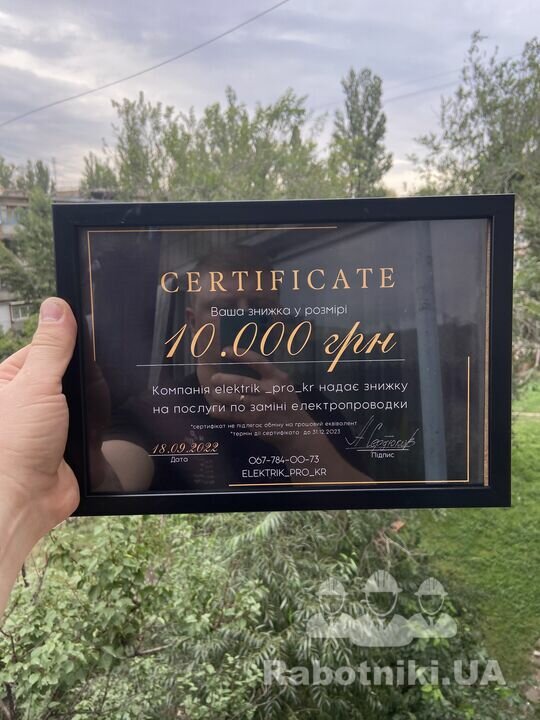 CERTIFICATE
Ваша знижка у розмірі
10.000 грн
Компанія elektrik _pro_kr надає знижку
на послуги по заміні електропроводки
*сертифікат не підлягає обміну на грошовий еквівалент
*термін дії сертифікато до 31.12.2023
18.09.2022
Дата
Підпис
067-784-00-73
ELEKTRIK_PRO_KR
Rabotniki.UA